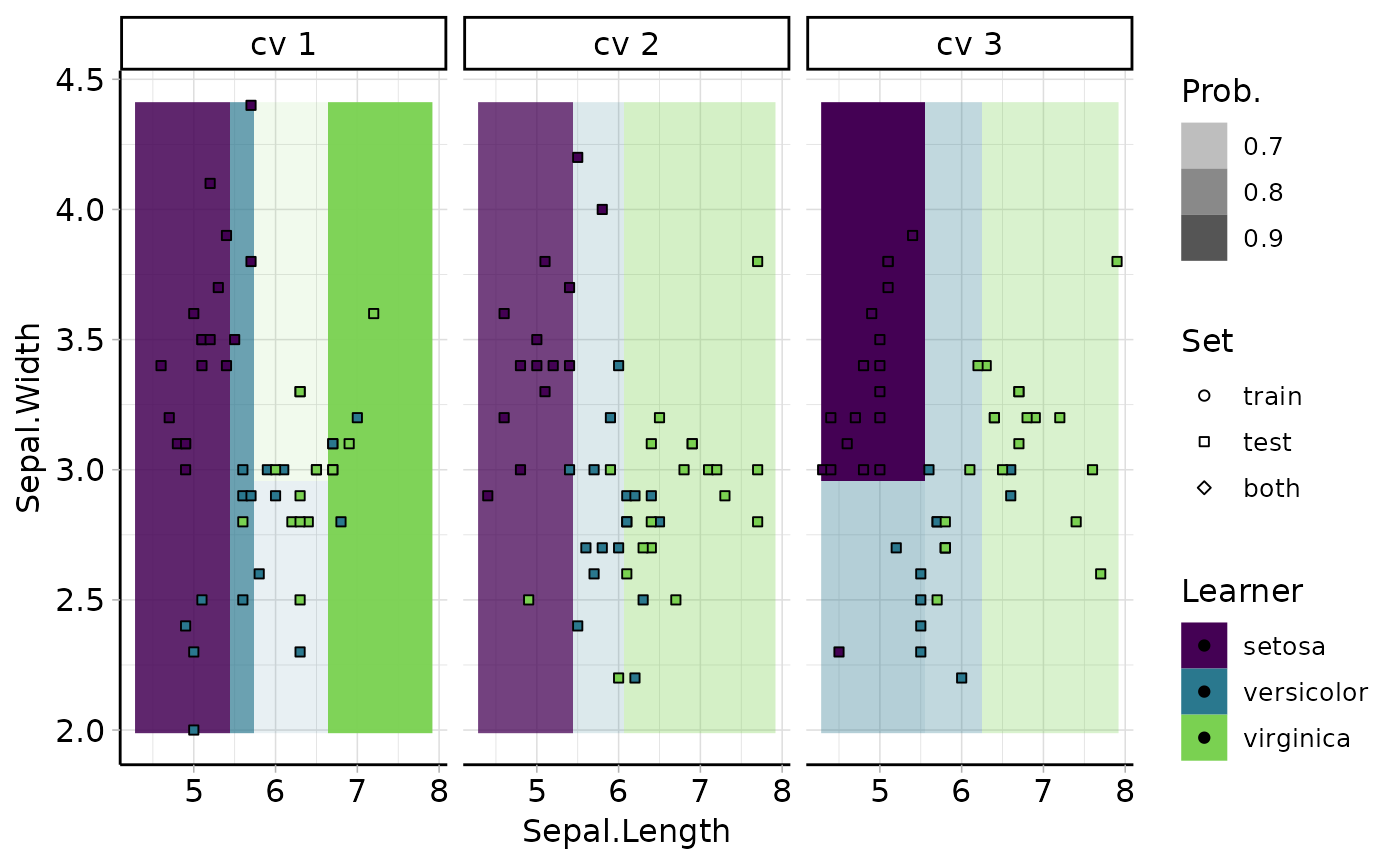 cv 1
cv 2
cv 3
4.5
4.0
3.5
3.0
2.5
2.0
Sepal.Width
5 6 7 8
5 6 7 8
5 6 7 8
Sepal.Length
Prob.
0.7
0.8
0.9
Set
train
test
both
Learner
setosa
versicolor
virginica